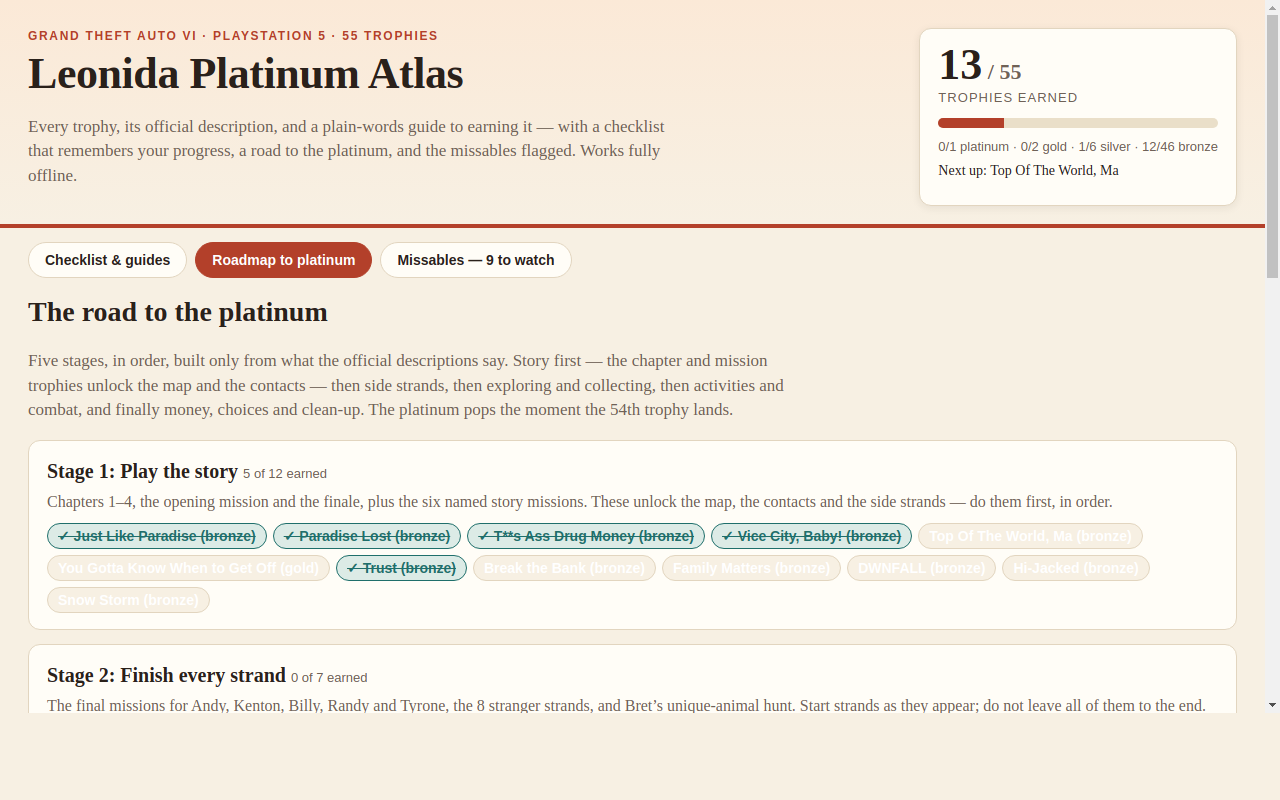 GRAND THEFT AUTO VI · PLAYSTATION 5 · 55 TROPHIES
Leonida Platinum Atlas
Every trophy, its official description, and a plain-words guide to earning it — with a checklist
that remembers your progress, a road to the platinum, and the missables flagged. Works fully
offline.
13 / 55
TROPHIES EARNED
0/1 platinum · 0/2 gold · 1/6 silver · 12/46 bronze
Next up: Top Of The World, Ma
Checklist & guides
Roadmap to platinum
Missables — 9 to watch
The road to the platinum
Five stages, in order, built only from what the official descriptions say. Story first — the chapter and mission
trophies unlock the map and the contacts — then side strands, then exploring and collecting, then activities and
combat, and finally money, choices and clean-up. The platinum pops the moment the 54th trophy lands.
Stage 1: Play the story 5 of 12 earned
Chapters 1–4, the opening mission and the finale, plus the six named story missions. These unlock the map, the contacts and the side strands — do them first, in order.
✓ Just Like Paradise (bronze) ✓ Paradise Lost (bronze) ✓ T**s Ass Drug Money (bronze) ✓ Vice City, Baby! (bronze) Top Of The World, Ma (bronze)
You Gotta Know When to Get Off (gold) ✓ Trust (bronze) Break the Bank (bronze) Family Matters (bronze) DWNFALL (bronze) Hi-Jacked (bronze)
Snow Storm (bronze)
Stage 2: Finish every strand 0 of 7 earned
The final missions for Andy, Kenton, Billy, Randy and Tyrone, the 8 stranger strands, and Bret’s unique-animal hunt. Start strands as they appear; do not leave all of them to the end.